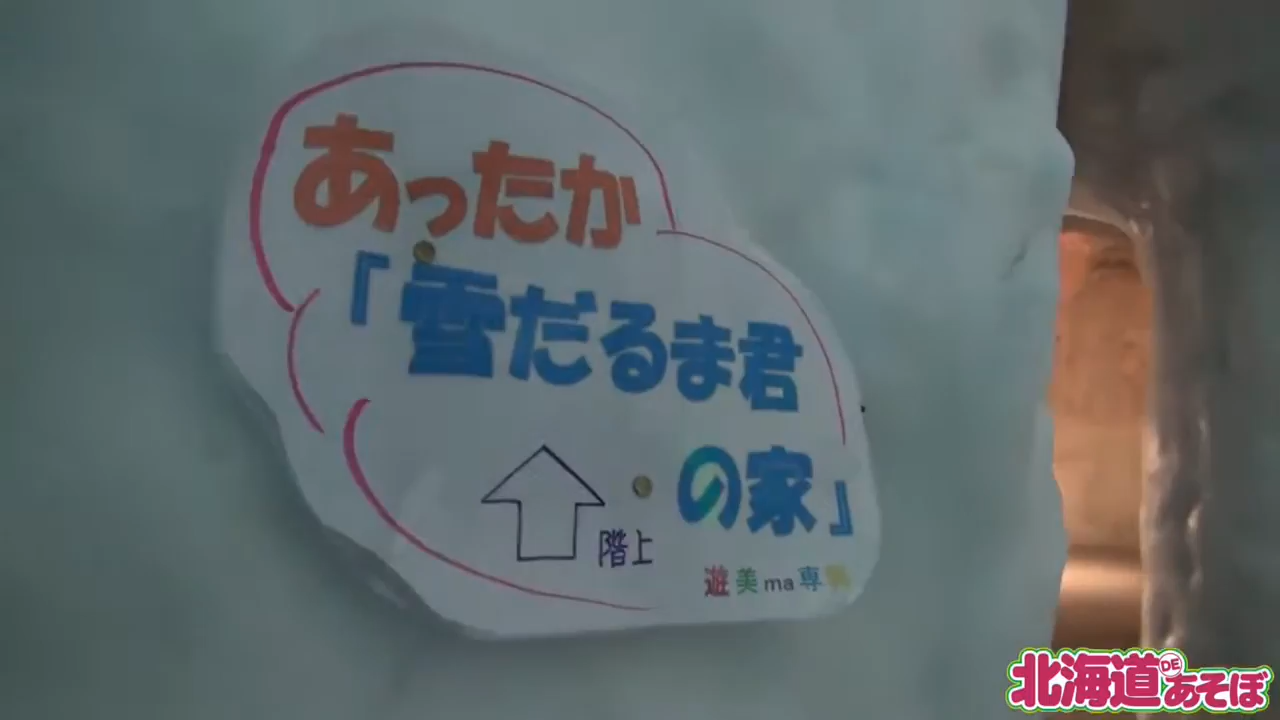 あったか
『雪だるま君
の家』
階上
遊美ma専
北海道DEあそぼ